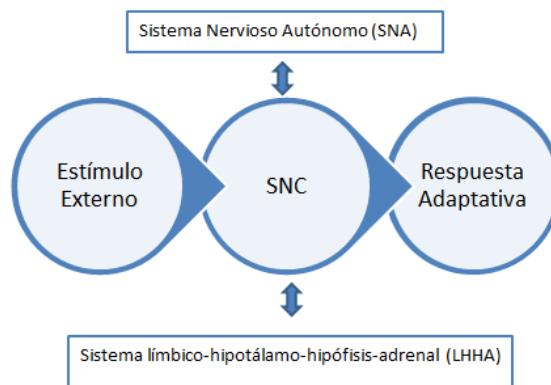 Sistema Nervioso Autónomo (SNA)
Estímulo
Externo
SNC
Respuesta
Adaptativa
Sistema límbico-hipotálamo-hipófisis-adrenal (LHHA)